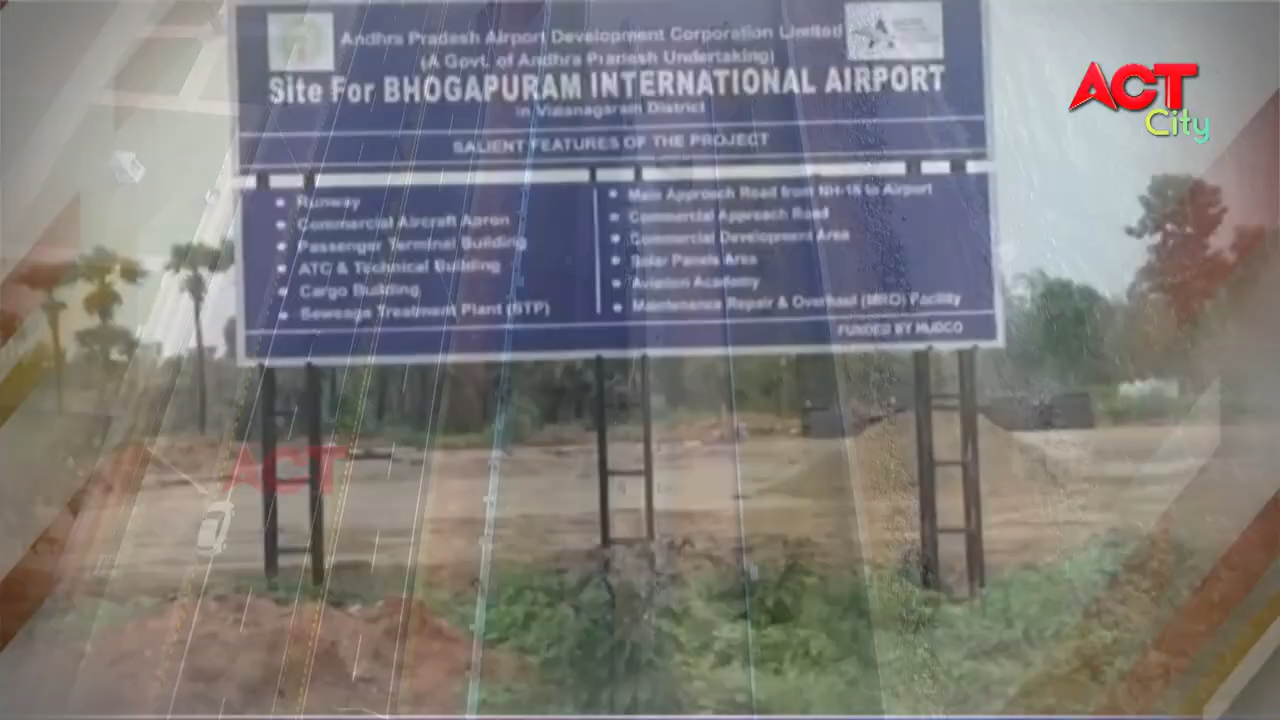 Andhra Pradesh Airport Development Corporation Limited
(A Govt. of Andhra Pradesh Undertaking)
Site For BHOGAPURAM INTERNATIONAL AIRPORT
in Vizianagaram District
SALIENT FEATURES OF THE PROJECT
Runway
Commercial Aircraft Apron
Passenger Terminal Building
ATC & Technical Building
Cargo Building
Seweage Treatment Plant (STP)
Main Approach Road from NH-16 to Airport
Commercial Approach Road
Commercial Development Area
Solar Panels Area
Aviation Academy
Maintenance Repair & Overhaul (MRO) Facility
FUNDED BY HUDCO
ACT
City
ACT